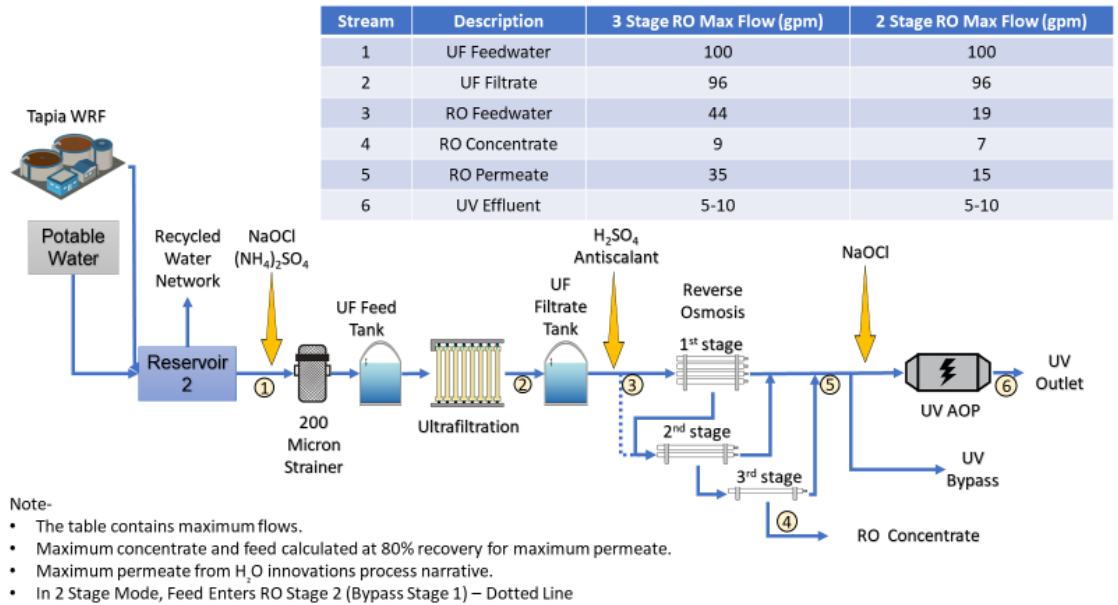 Stream Description 3 Stage RO Max Flow (gpm) 2 Stage RO Max Flow (gpm)
1 UF Feedwater 100 100
2 UF Filtrate 96 96
3 RO Feedwater 44 19
4 RO Concentrate 9 7
5 RO Permeate 35 15
6 UV Effluent 5-10 5-10
Tapia WRF
Potable
Water
Recycled
Water
Network
NaOCl
(NH₄)₂SO₄
UF Feed
Tank
UF
Filtrate
Tank
H₂SO₄
Antiscalant
Reverse
Osmosis
1st stage
NaOCl
Reservoir
2
1
200
Micron
Strainer
Ultrafiltration
2
3
2nd stage
3rd stage
4
RO Concentrate
5
UV AOP
6
UV
Outlet
UV
Bypass
Note-
• The table contains maximum flows.
• Maximum concentrate and feed calculated at 80% recovery for maximum permeate.
• Maximum permeate from H₂O innovations process narrative.
• In 2 Stage Mode, Feed Enters RO Stage 2 (Bypass Stage 1) – Dotted Line